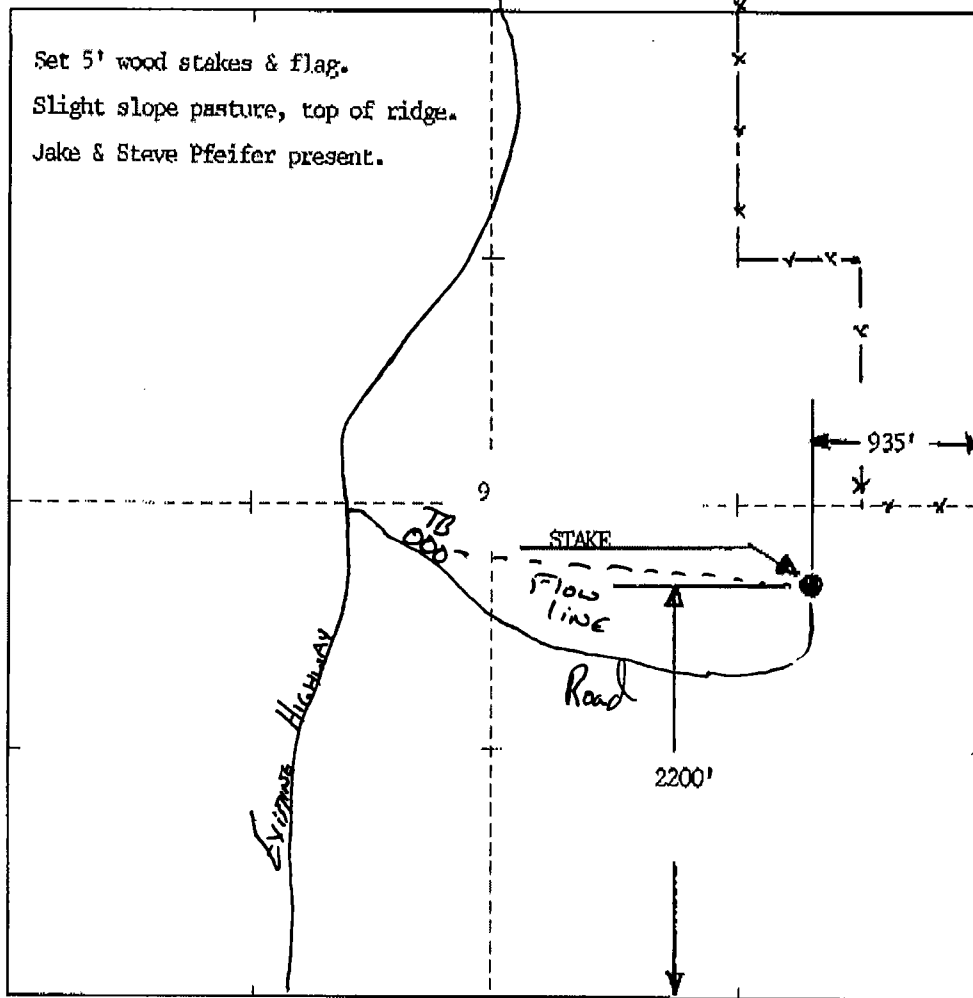 Set 5' wood stakes & flag.
Slight slope pasture, top of ridge.
Jake & Steve Pfeifer present.
935'
9
TB
STAKE
Flow
line
Road
HIGHWAY
2200'
EXISTING